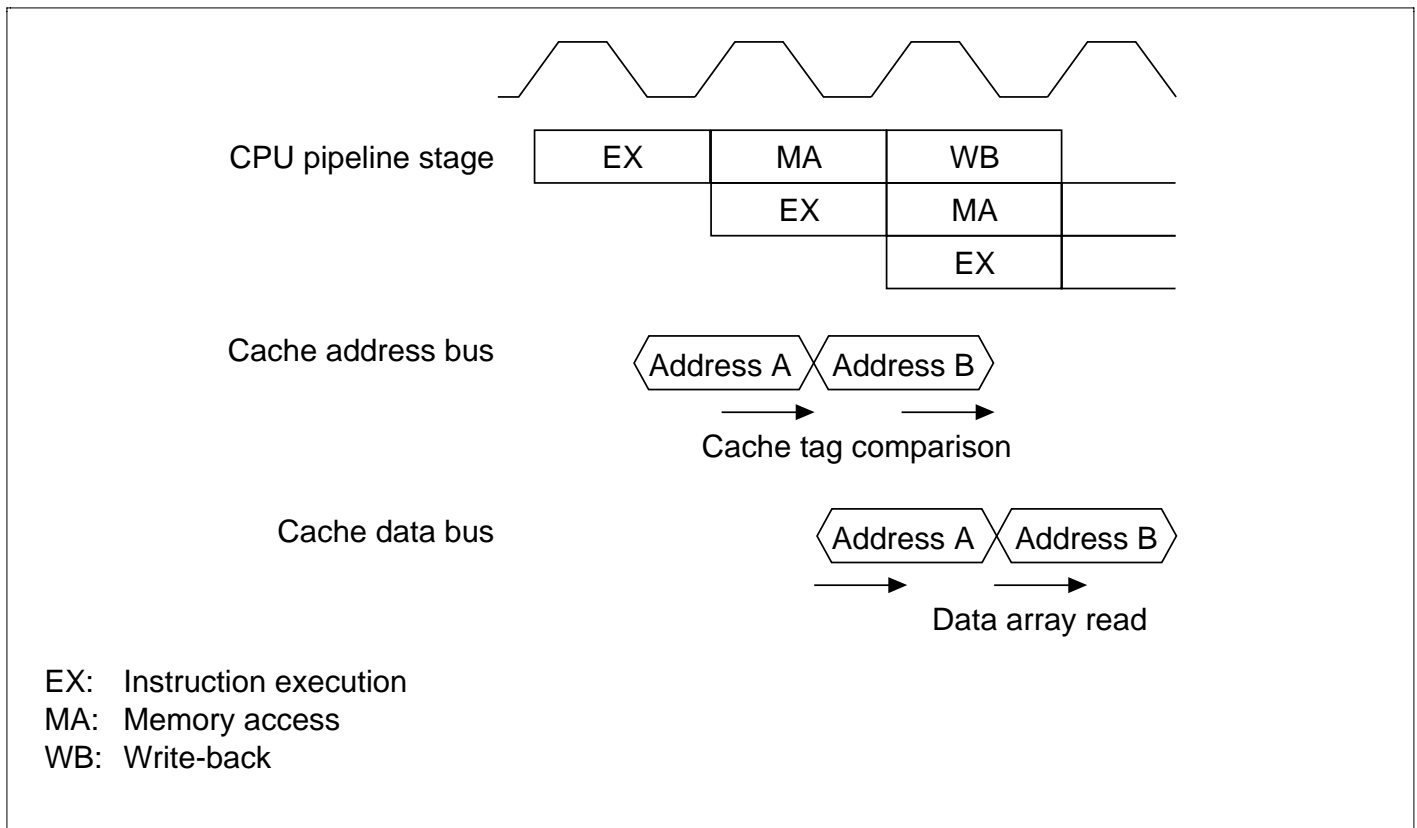 CPU pipeline stage EX MA WB
EX MA
EX
Cache address bus Address A Address B
Cache tag comparison
Cache data bus Address A Address B
Data array read
EX: Instruction execution
MA: Memory access
WB: Write-back